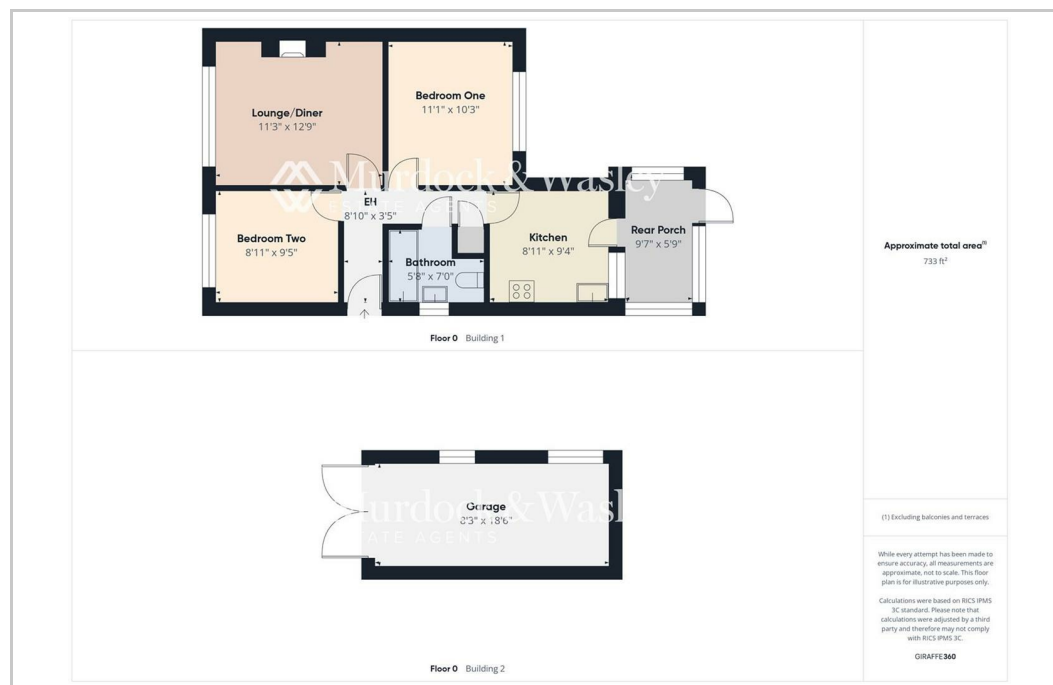 Lounge/Diner
11'3" x 12'9"
Bedroom One
11'1" x 10'3"
Murdock & Wasley
ESTATE AGENTS
EH
8'10" x 3'5"
Bedroom Two
8'11" x 9'5"
Bathroom
5'8" x 7'0"
Kitchen
8'11" x 9'4"
Rear Porch
9'7" x 5'9"
Floor 0 Building 1
Approximate total area(1)
733 ft²
Garage
8'3" x 18'6"
Murdock & Wasley
ESTATE AGENTS
Floor 0 Building 2
(1) Excluding balconies and terraces
While every attempt has been made to
ensure accuracy, all measurements are
approximate, not to scale. This floor
plan is for illustrative purposes only.
Calculations were based on RICS IPMS
3C standard. Please note that
calculations were adjusted by a third
party and therefore may not comply
with RICS IPMS 3C.
GIRAFFE360